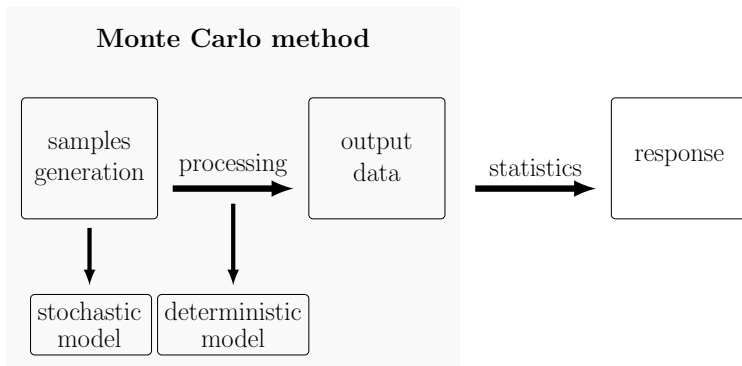 Monte Carlo method
samples
generation
processing
output
data
statistics
response
stochastic
model
deterministic
model